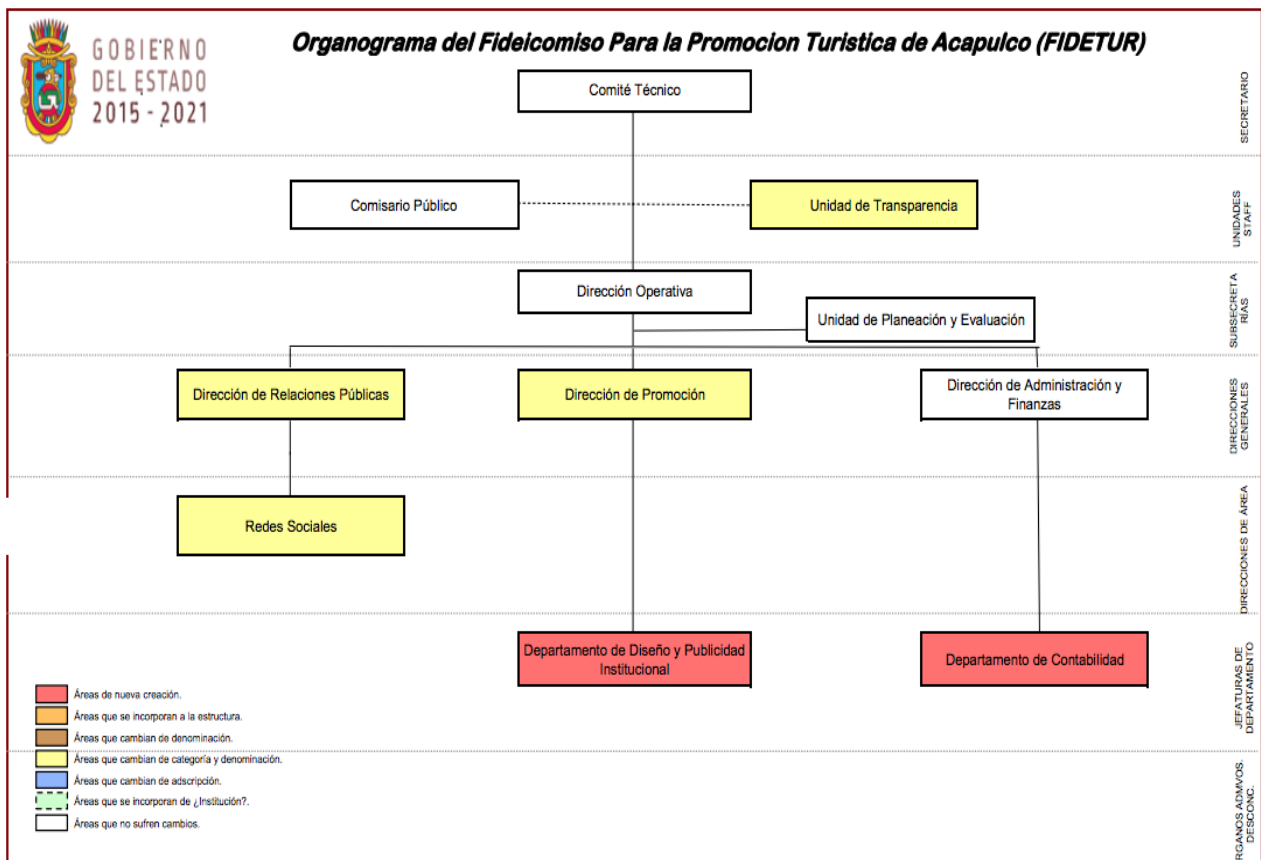 GOBIERNO
DEL ESTADO
2015 - 2021
Organograma del Fideicomiso Para la Promocion Turistica de Acapulco (FIDETUR)
Comité Técnico
SECRETARIO
Comisario Público
Unidad de Transparencia
UNIDADES
STAFF
Dirección Operativa
Unidad de Planeación y Evaluación
SUBSECRETA
RÍAS
Dirección de Relaciones Públicas
Dirección de Promoción
Dirección de Administración y
Finanzas
DIRECCIONES
GENERALES
Redes Sociales
DIRECCIONES DE ÁREA
Departamento de Diseño y Publicidad
Institucional
Departamento de Contabilidad
JEFATURAS DE
DEPARTAMENTO
Áreas de nueva creación.
Áreas que se incorporan a la estructura.
Áreas que cambian de denominación.
Áreas que cambian de categoría y denominación.
Áreas que cambian de adscripción.
Áreas que se incorporan de ¿Institución?.
Áreas que no sufren cambios.
RGANOS ADMVOS.
DESCONC.